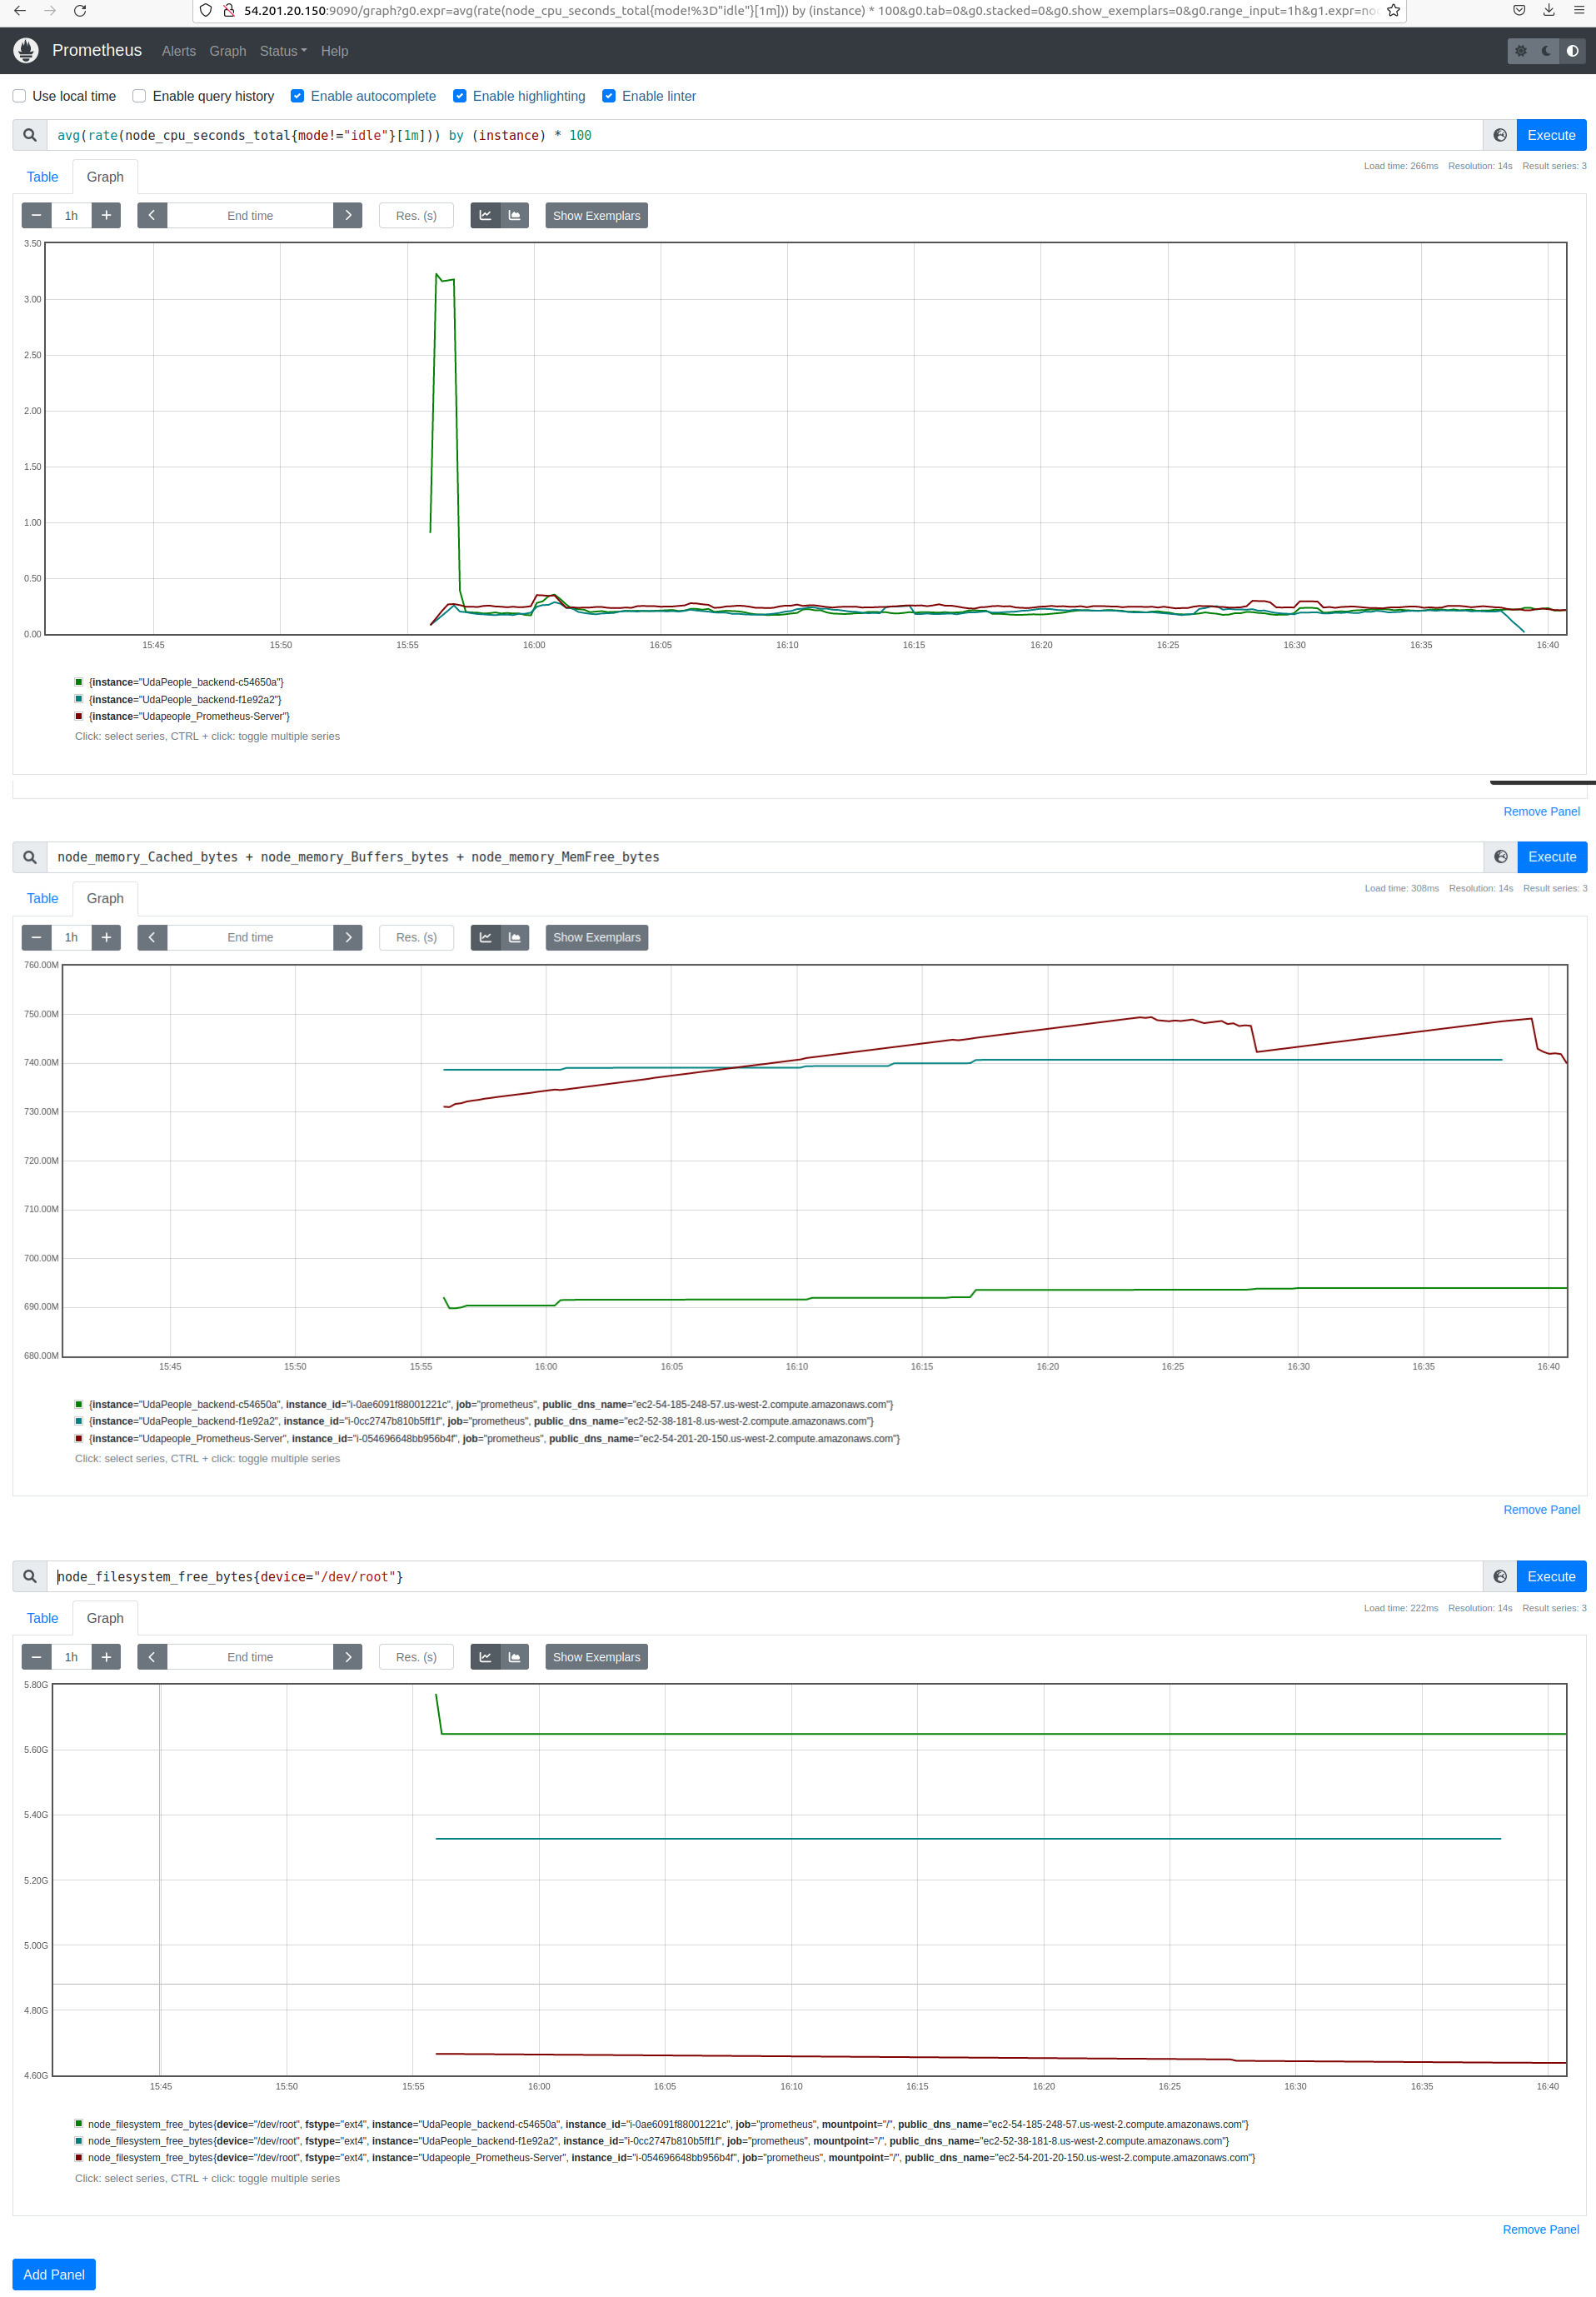 54.201.20.150:9090/graph?g0.expr=avg(rate(node_cpu_seconds_total{mode!%3D"idle"}[1m])) by (instance) * 100&g0.tab=0&g0.stacked=0&g0.show_exemplars=0&g0.range_input=1h&g1.expr=no
Prometheus Alerts Graph Status Help
Use local time Enable query history Enable autocomplete Enable highlighting Enable linter
avg(rate(node_cpu_seconds_total{mode!="idle"}[1m])) by (instance) * 100 Execute
Load time: 266ms Resolution: 14s Result series: 3
Table Graph
− 1h + End time Res. (s) Show Exemplars
3.50
3.00
2.50
2.00
1.50
1.00
0.50
0.00
15:45 15:50 15:55 16:00 16:05 16:10 16:15 16:20 16:25 16:30 16:35 16:40
{instance="UdaPeople_backend-c54650a"}
{instance="UdaPeople_backend-f1e92a2"}
{instance="Udapeople_Prometheus-Server"}
Click: select series, CTRL + click: toggle multiple series
Remove Panel
node_memory_Cached_bytes + node_memory_Buffers_bytes + node_memory_MemFree_bytes Execute
Load time: 308ms Resolution: 14s Result series: 3
Table Graph
− 1h + End time Res. (s) Show Exemplars
760.00M
750.00M
740.00M
730.00M
720.00M
710.00M
700.00M
690.00M
680.00M
15:45 15:50 15:55 16:00 16:05 16:10 16:15 16:20 16:25 16:30 16:35 16:40
{instance="UdaPeople_backend-c54650a", instance_id="i-0ae6091f88001221c", job="prometheus", public_dns_name="ec2-54-185-248-57.us-west-2.compute.amazonaws.com"}
{instance="UdaPeople_backend-f1e92a2", instance_id="i-0cc2747b810b5ff1f", job="prometheus", public_dns_name="ec2-52-38-181-8.us-west-2.compute.amazonaws.com"}
{instance="Udapeople_Prometheus-Server", instance_id="i-054696648bb956b4f", job="prometheus", public_dns_name="ec2-54-201-20-150.us-west-2.compute.amazonaws.com"}
Click: select series, CTRL + click: toggle multiple series
Remove Panel
node_filesystem_free_bytes{device="/dev/root"} Execute
Load time: 222ms Resolution: 14s Result series: 3
Table Graph
− 1h + End time Res. (s) Show Exemplars
5.80G
5.60G
5.40G
5.20G
5.00G
4.80G
4.60G
15:45 15:50 15:55 16:00 16:05 16:10 16:15 16:20 16:25 16:30 16:35 16:40
node_filesystem_free_bytes{device="/dev/root", fstype="ext4", instance="UdaPeople_backend-c54650a", instance_id="i-0ae6091f88001221c", job="prometheus", mountpoint="/", public_dns_name="ec2-54-185-248-57.us-west-2.compute.amazonaws.com"}
node_filesystem_free_bytes{device="/dev/root", fstype="ext4", instance="UdaPeople_backend-f1e92a2", instance_id="i-0cc2747b810b5ff1f", job="prometheus", mountpoint="/", public_dns_name="ec2-52-38-181-8.us-west-2.compute.amazonaws.com"}
node_filesystem_free_bytes{device="/dev/root", fstype="ext4", instance="Udapeople_Prometheus-Server", instance_id="i-054696648bb956b4f", job="prometheus", mountpoint="/", public_dns_name="ec2-54-201-20-150.us-west-2.compute.amazonaws.com"}
Click: select series, CTRL + click: toggle multiple series
Remove Panel
Add Panel